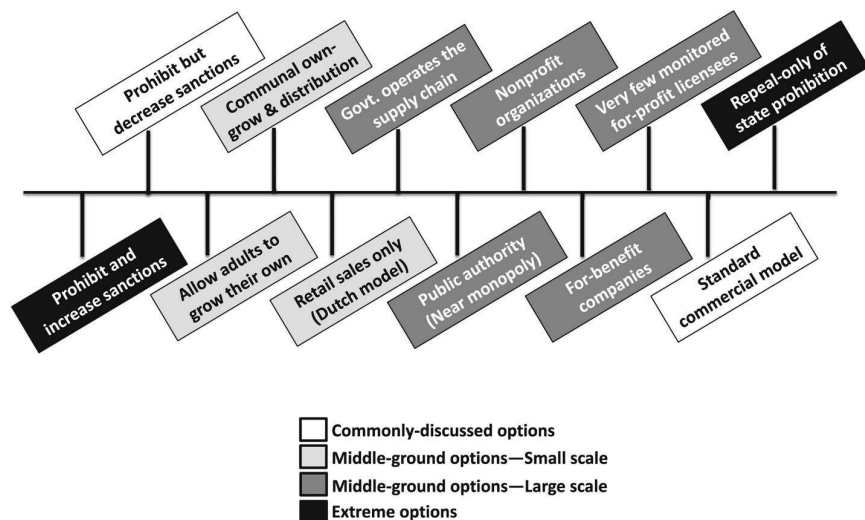 Prohibit but
decrease sanctions
Communal own-
grow & distribution
Govt. operates the
supply chain
Nonprofit
organizations
Very few monitored
for-profit licensees
Repeal-only of
state prohibition
Prohibit and
increase sanctions
Allow adults to
grow their own
Retail sales only
(Dutch model)
Public authority
(Near monopoly)
For-benefit
companies
Standard
commercial model
Commonly-discussed options
Middle-ground options—Small scale
Middle-ground options—Large scale
Extreme options